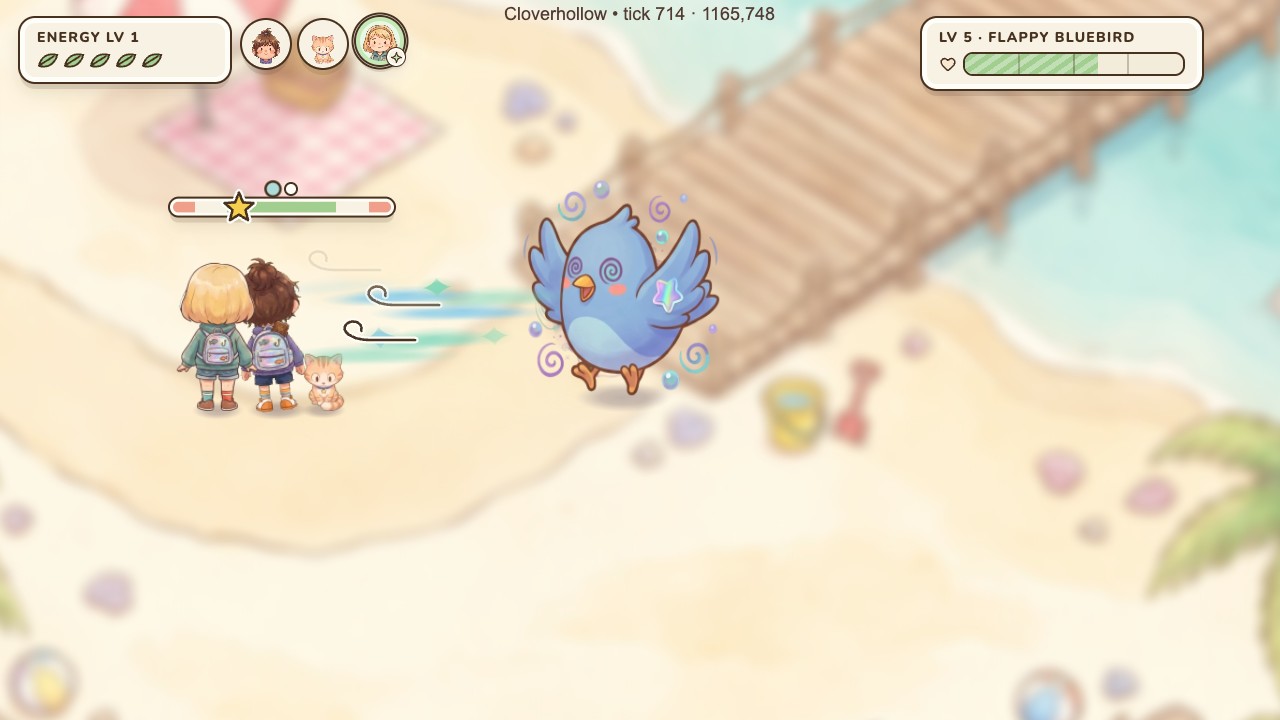 Cloverhollow • tick 714 · 1165,748
ENERGY LV 1
LV 5 · FLAPPY BLUEBIRD